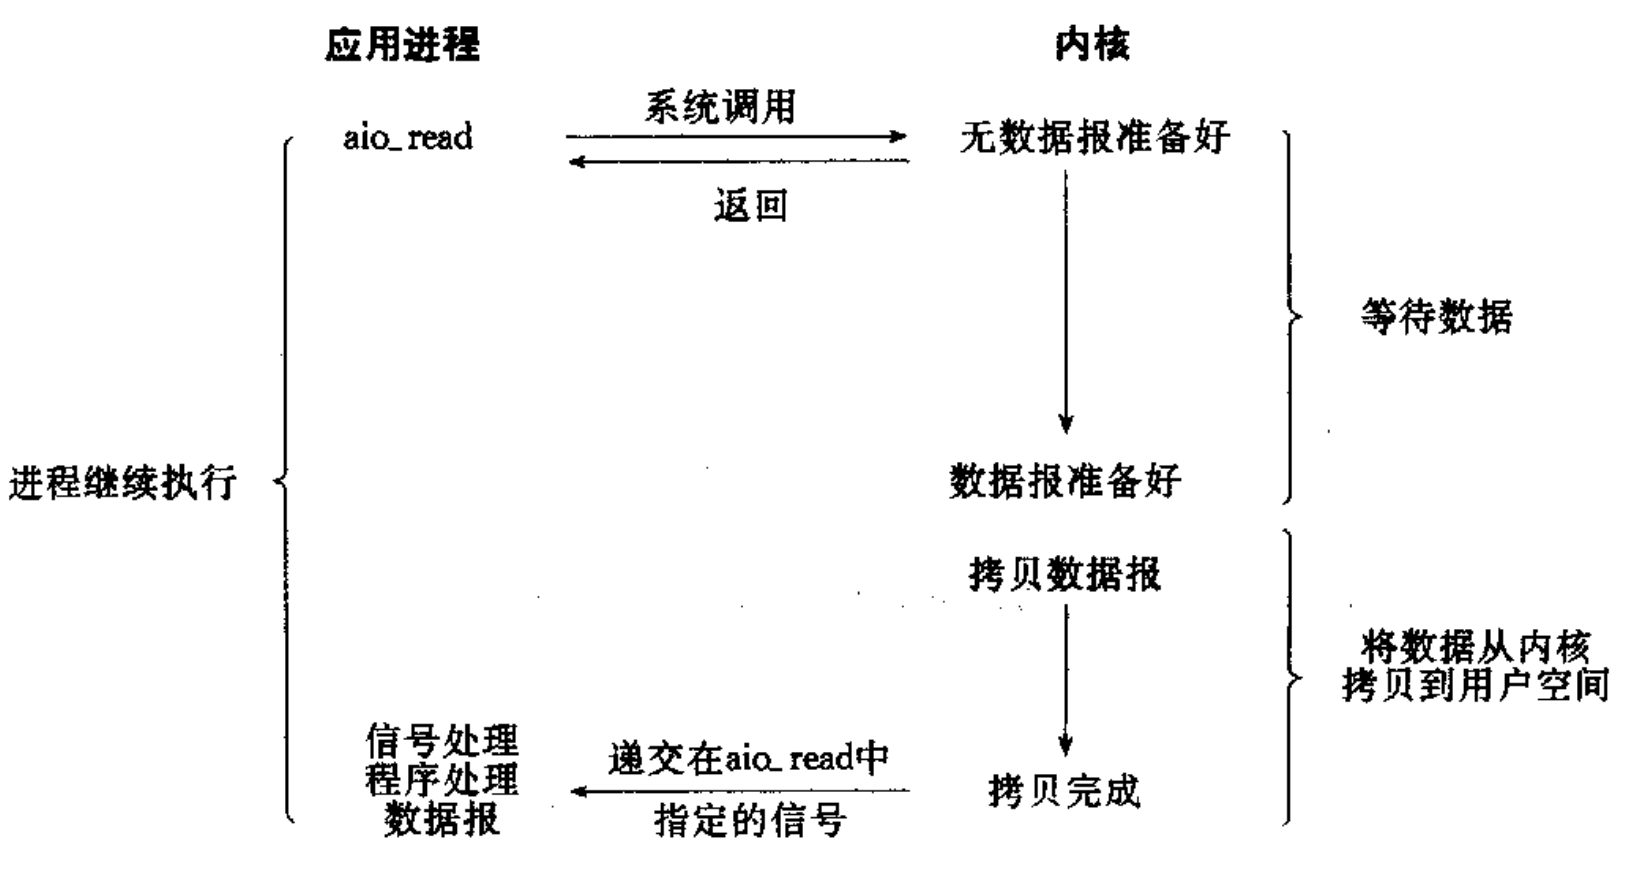 应用进程
内核
系统调用
aio_read
无数据报准备好
返回
等待数据
进程继续执行
数据报准备好
拷贝数据报
将数据从内核
拷贝到用户空间
信号处理
程序处理
数据报
递交在aio_read中
指定的信号
拷贝完成